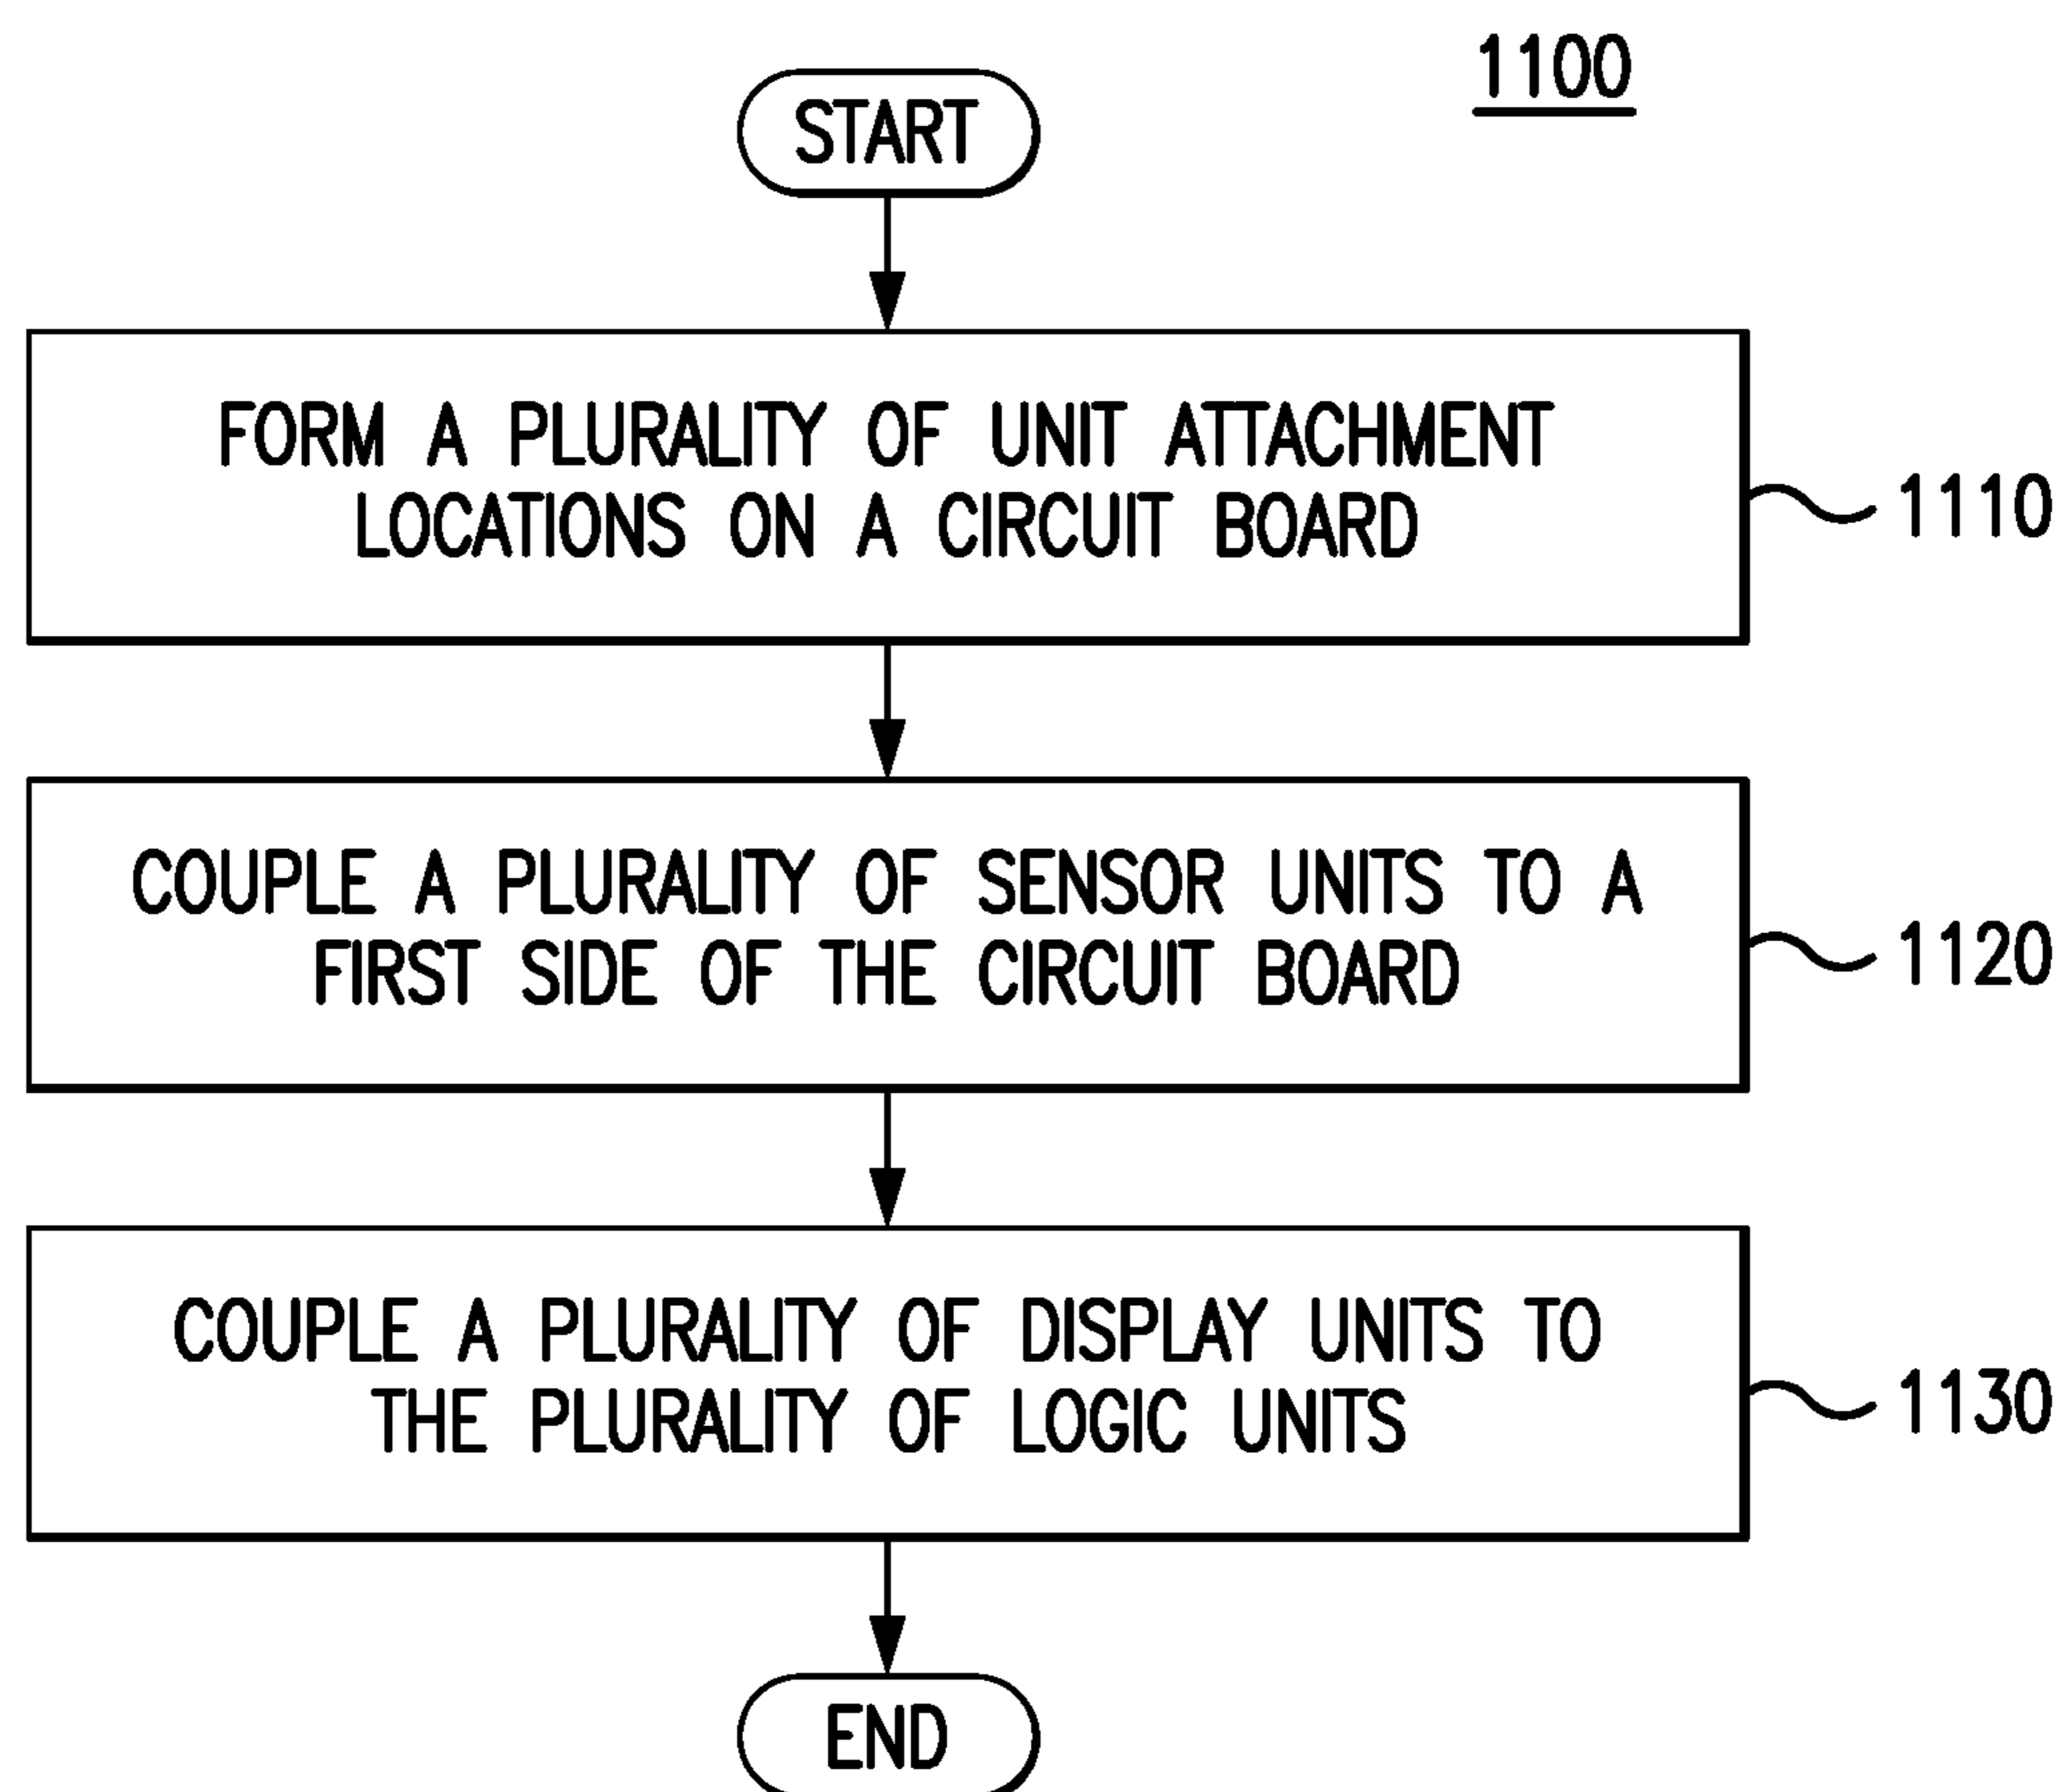 1100
START
FORM A PLURALITY OF UNIT ATTACHMENT
LOCATIONS ON A CIRCUIT BOARD
1110
COUPLE A PLURALITY OF SENSOR UNITS TO A
FIRST SIDE OF THE CIRCUIT BOARD
1120
COUPLE A PLURALITY OF DISPLAY UNITS TO
THE PLURALITY OF LOGIC UNITS
1130
END